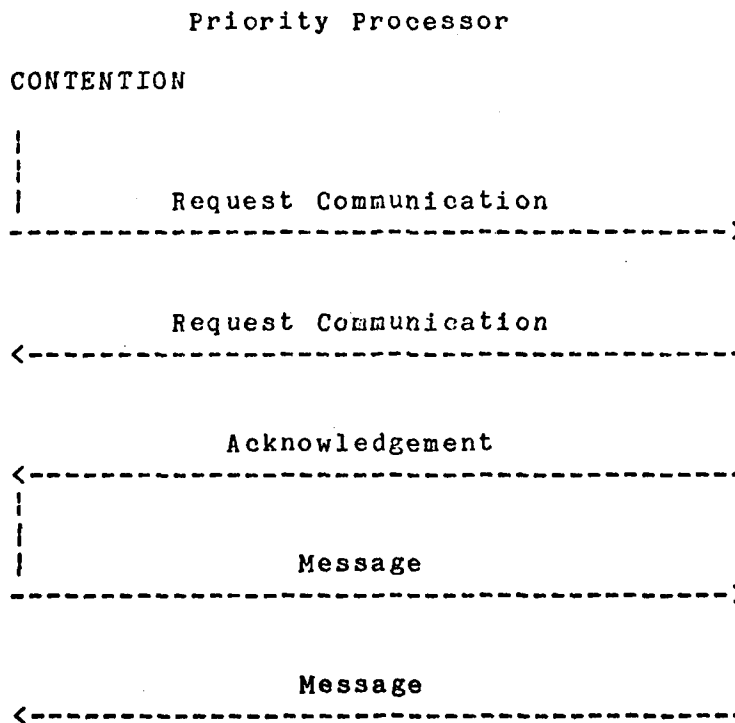 Priority Processor
CONTENTION
Request Communication
Request Communication
Acknowledgement
Message
Message